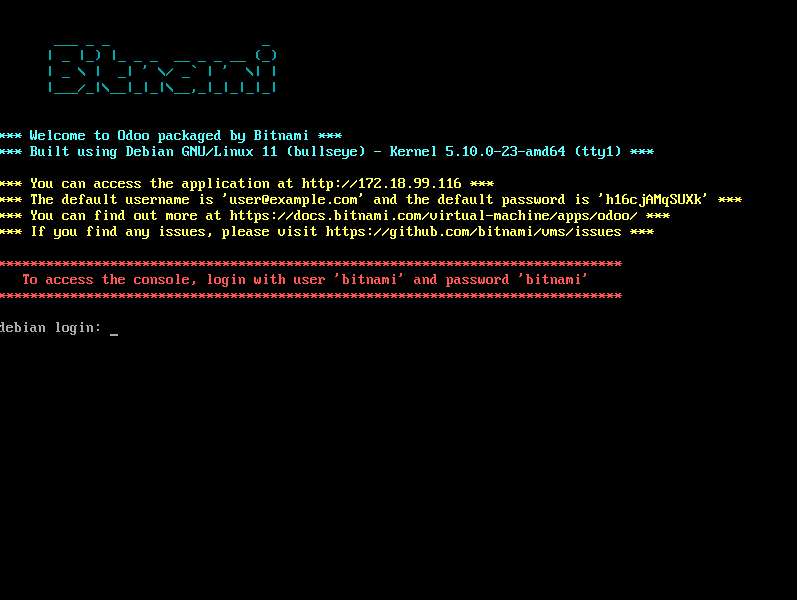 Bitnami
*** Welcome to Odoo packaged by Bitnami ***
*** Built using Debian GNU/Linux 11 (bullseye) - Kernel 5.10.0-23-amd64 (tty1) ***
*** You can access the application at http://172.18.99.116 ***
*** The default username is 'user@example.com' and the default password is 'h16cjAMqSUXk' ***
*** You can find out more at https://docs.bitnami.com/virtual-machine/apps/odoo/ ***
*** If you find any issues, please visit https://github.com/bitnami/vms/issues ***
*********************************************************************************
To access the console, login with user 'bitnami' and password 'bitnami'
*********************************************************************************
debian login: _